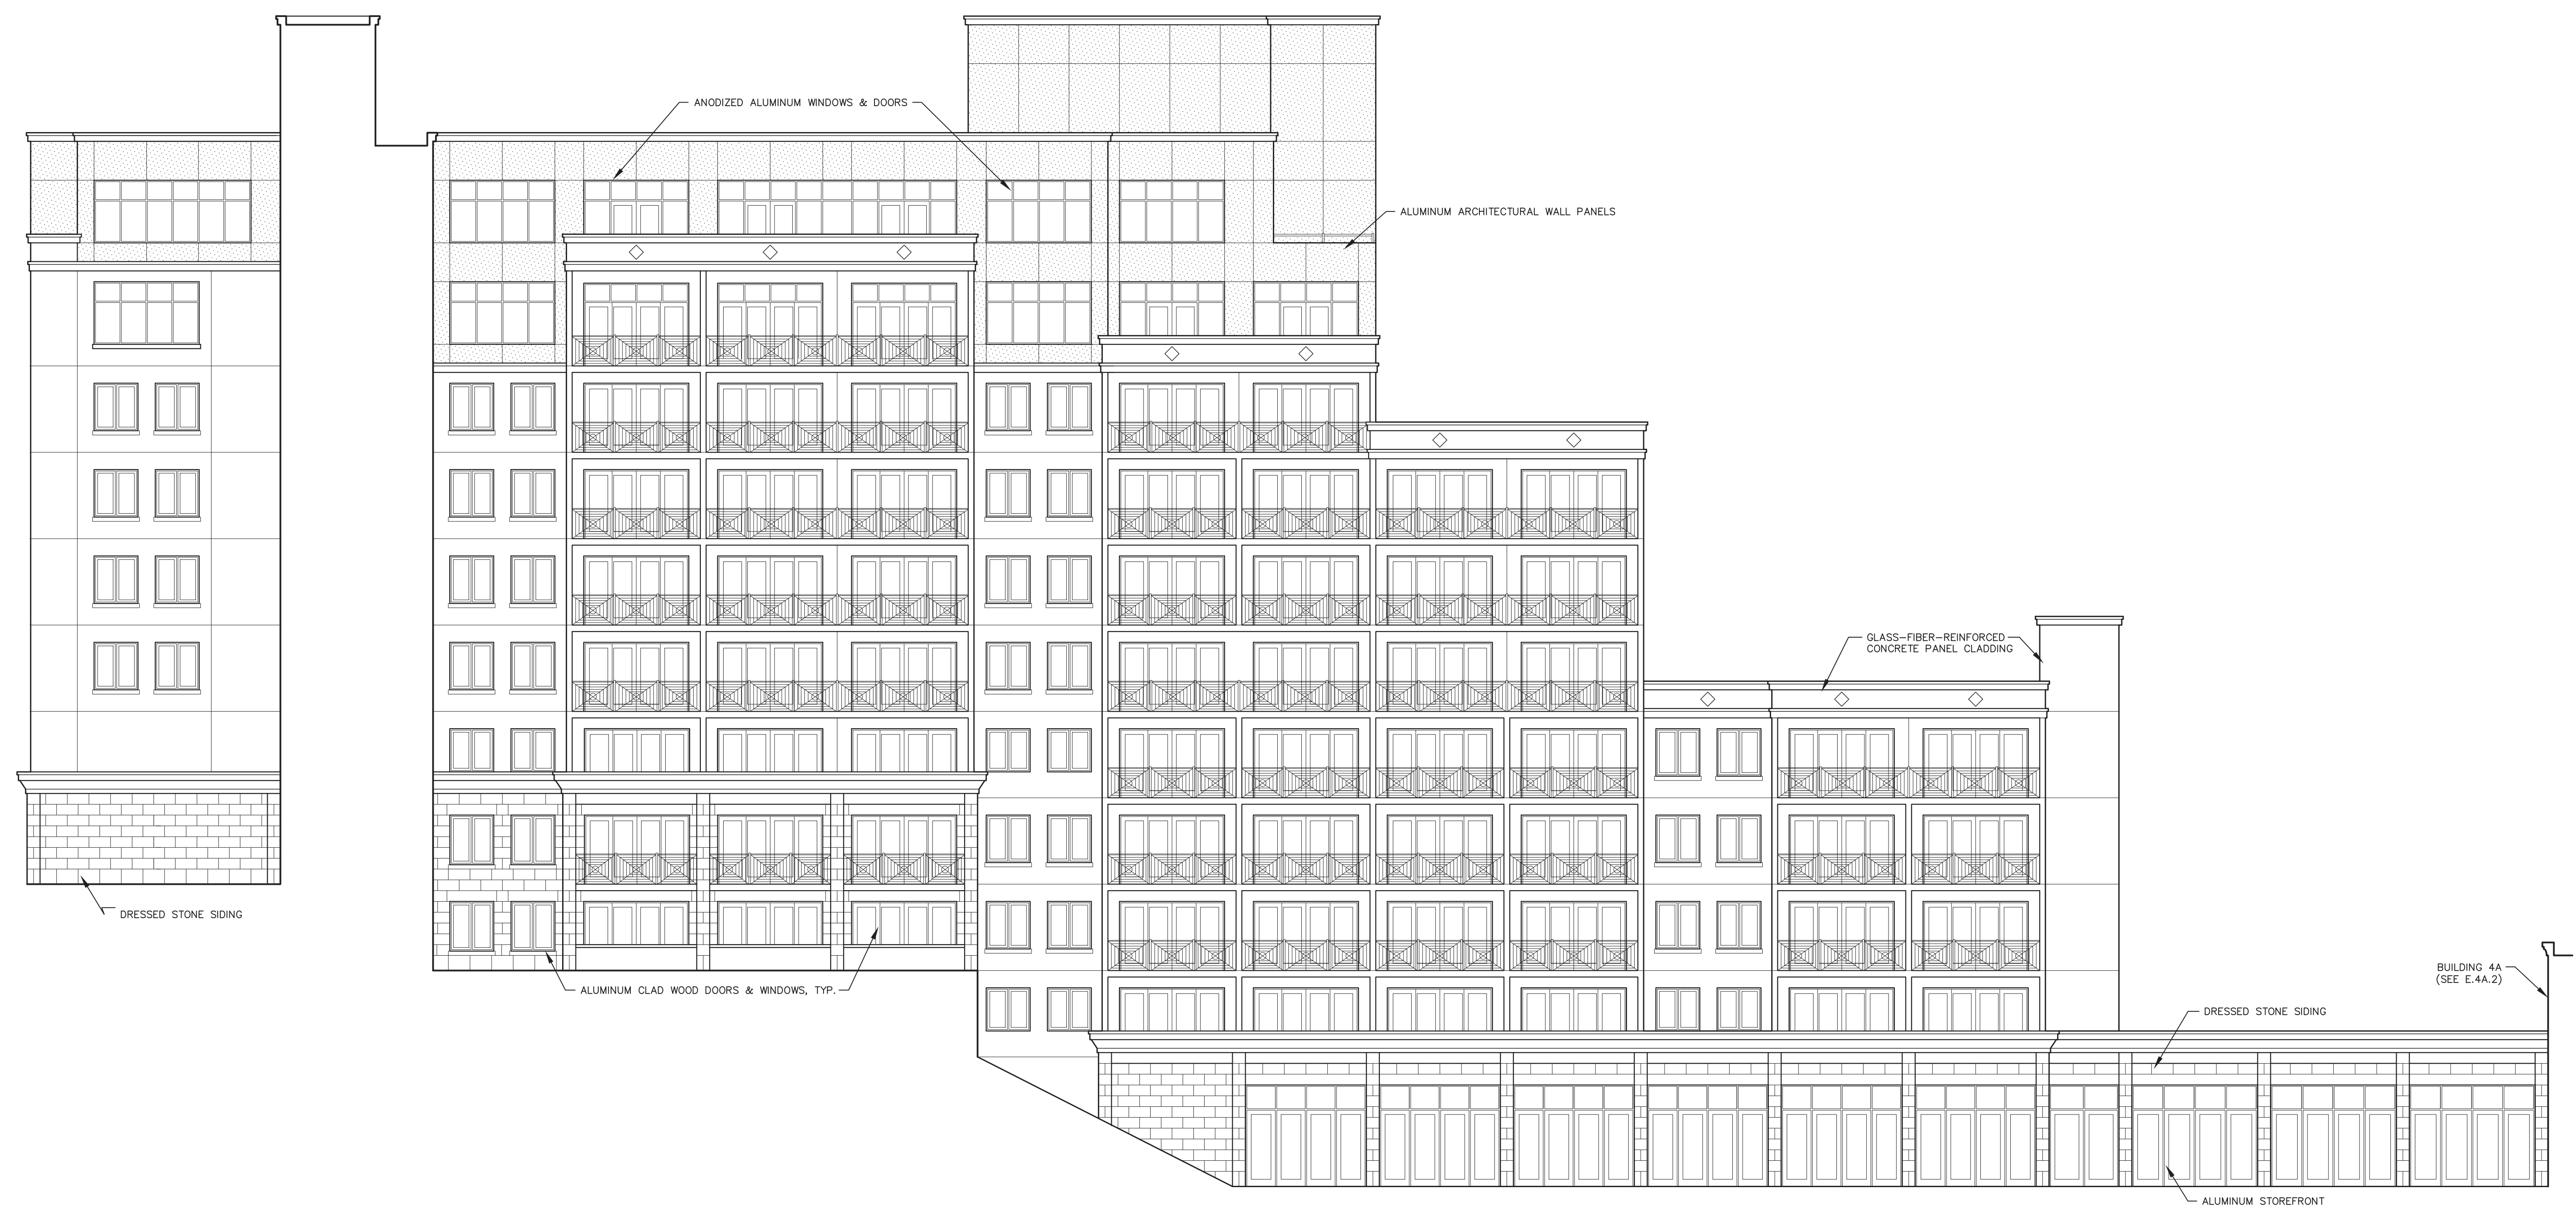 ANODIZED ALUMINUM WINDOWS & DOORS
ALUMINUM ARCHITECTURAL WALL PANELS
GLASS-FIBER-REINFORCED
CONCRETE PANEL CLADDING
DRESSED STONE SIDING
BUILDING 4A
(SEE E.4A.2)
ALUMINUM CLAD WOOD DOORS & WINDOWS, TYP.
DRESSED STONE SIDING
ALUMINUM STOREFRONT